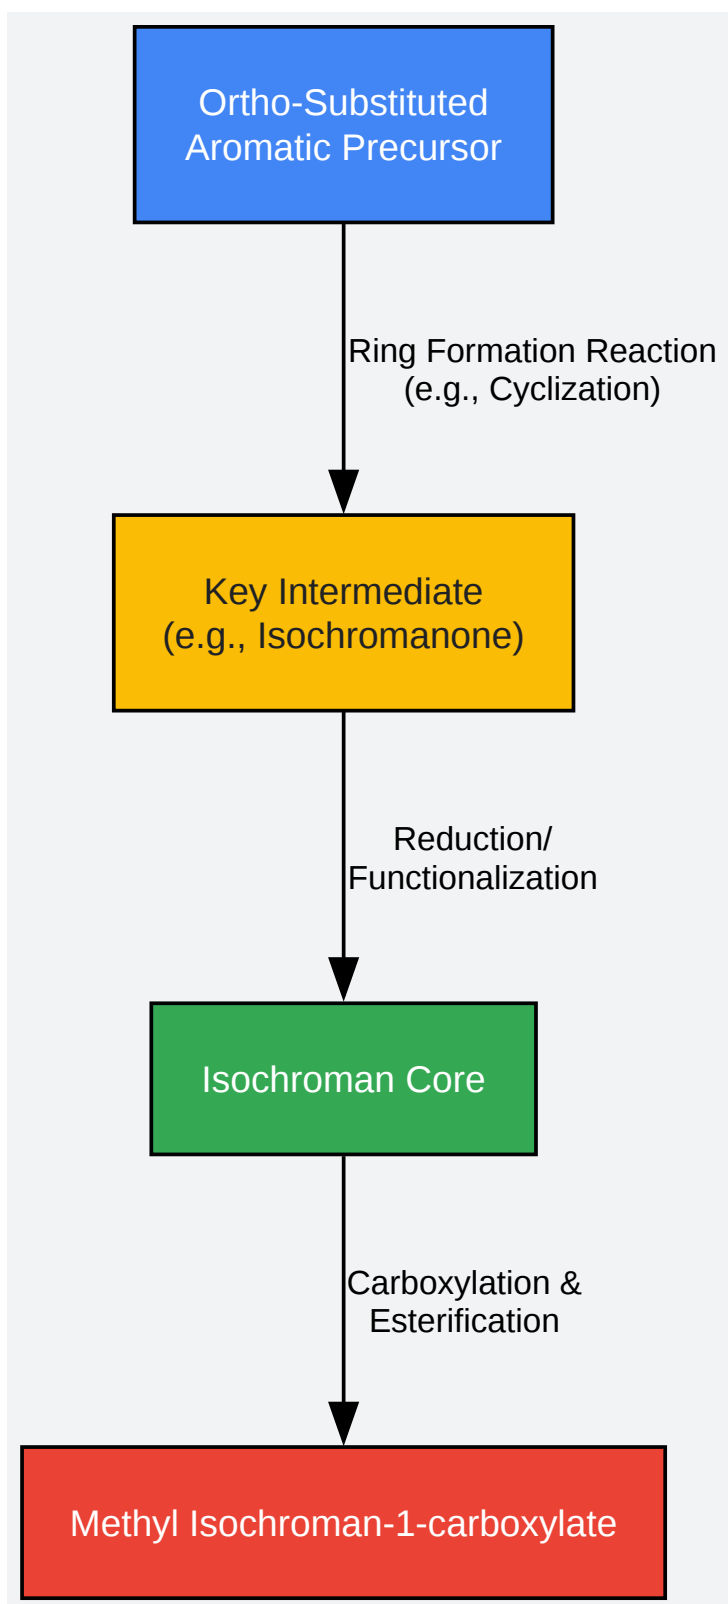 Ortho-Substituted
Aromatic Precursor
Ring Formation Reaction
(e.g., Cyclization)
Key Intermediate
(e.g., Isochromanone)
Reduction/
Functionalization
Isochroman Core
Carboxylation &
Esterification
Methyl Isochroman-1-carboxylate